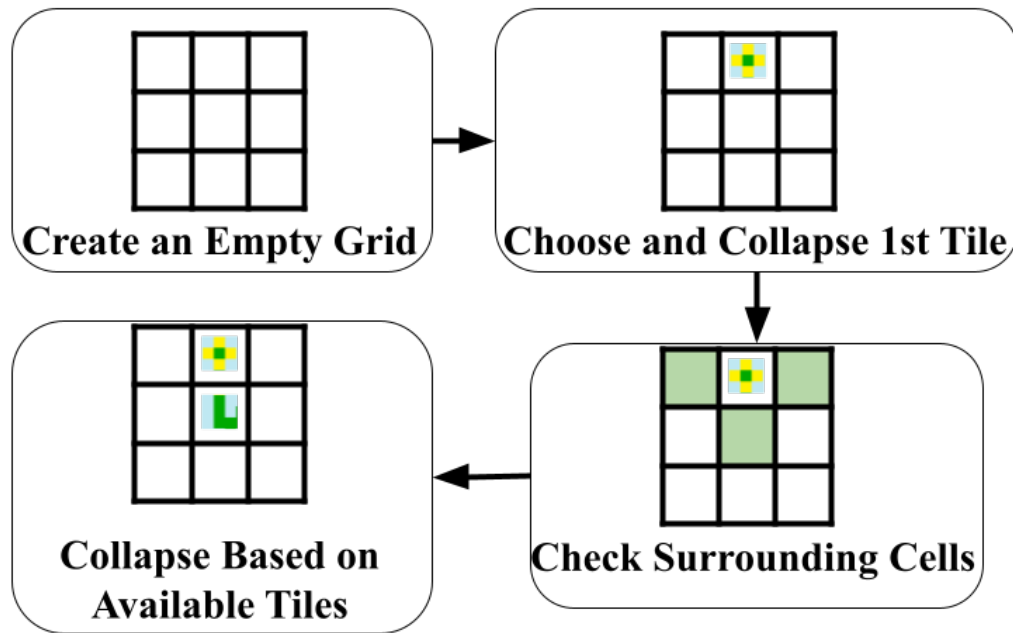 Create an Empty Grid
Choose and Collapse 1st Tile
Check Surrounding Cells
Collapse Based on
Available Tiles